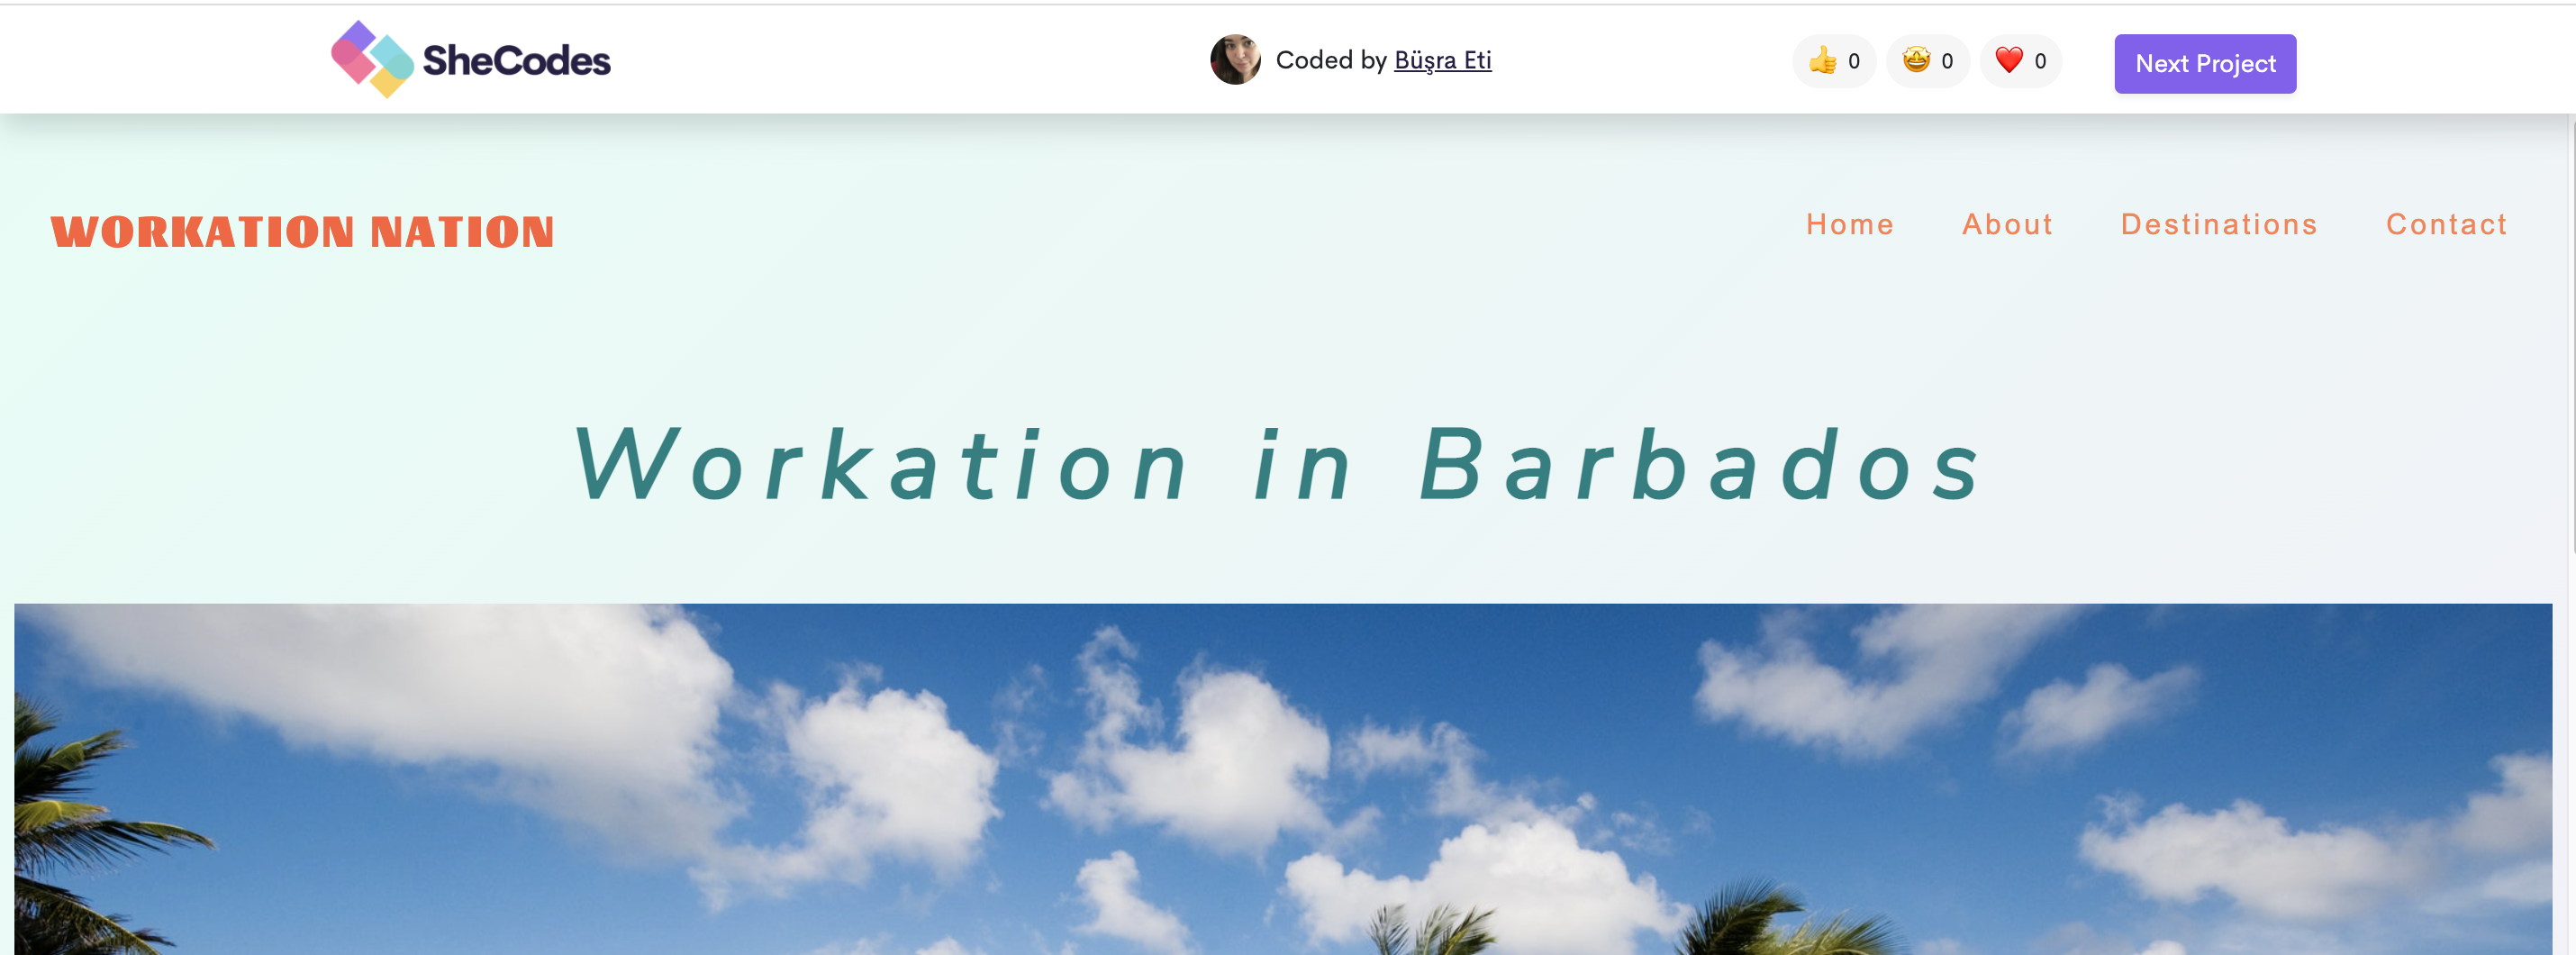 SheCodes
Coded by Büşra Eti
👍 0 🤩 0 ❤️ 0
Next Project
WORKATION NATION
Home About Destinations Contact
Workation in Barbados